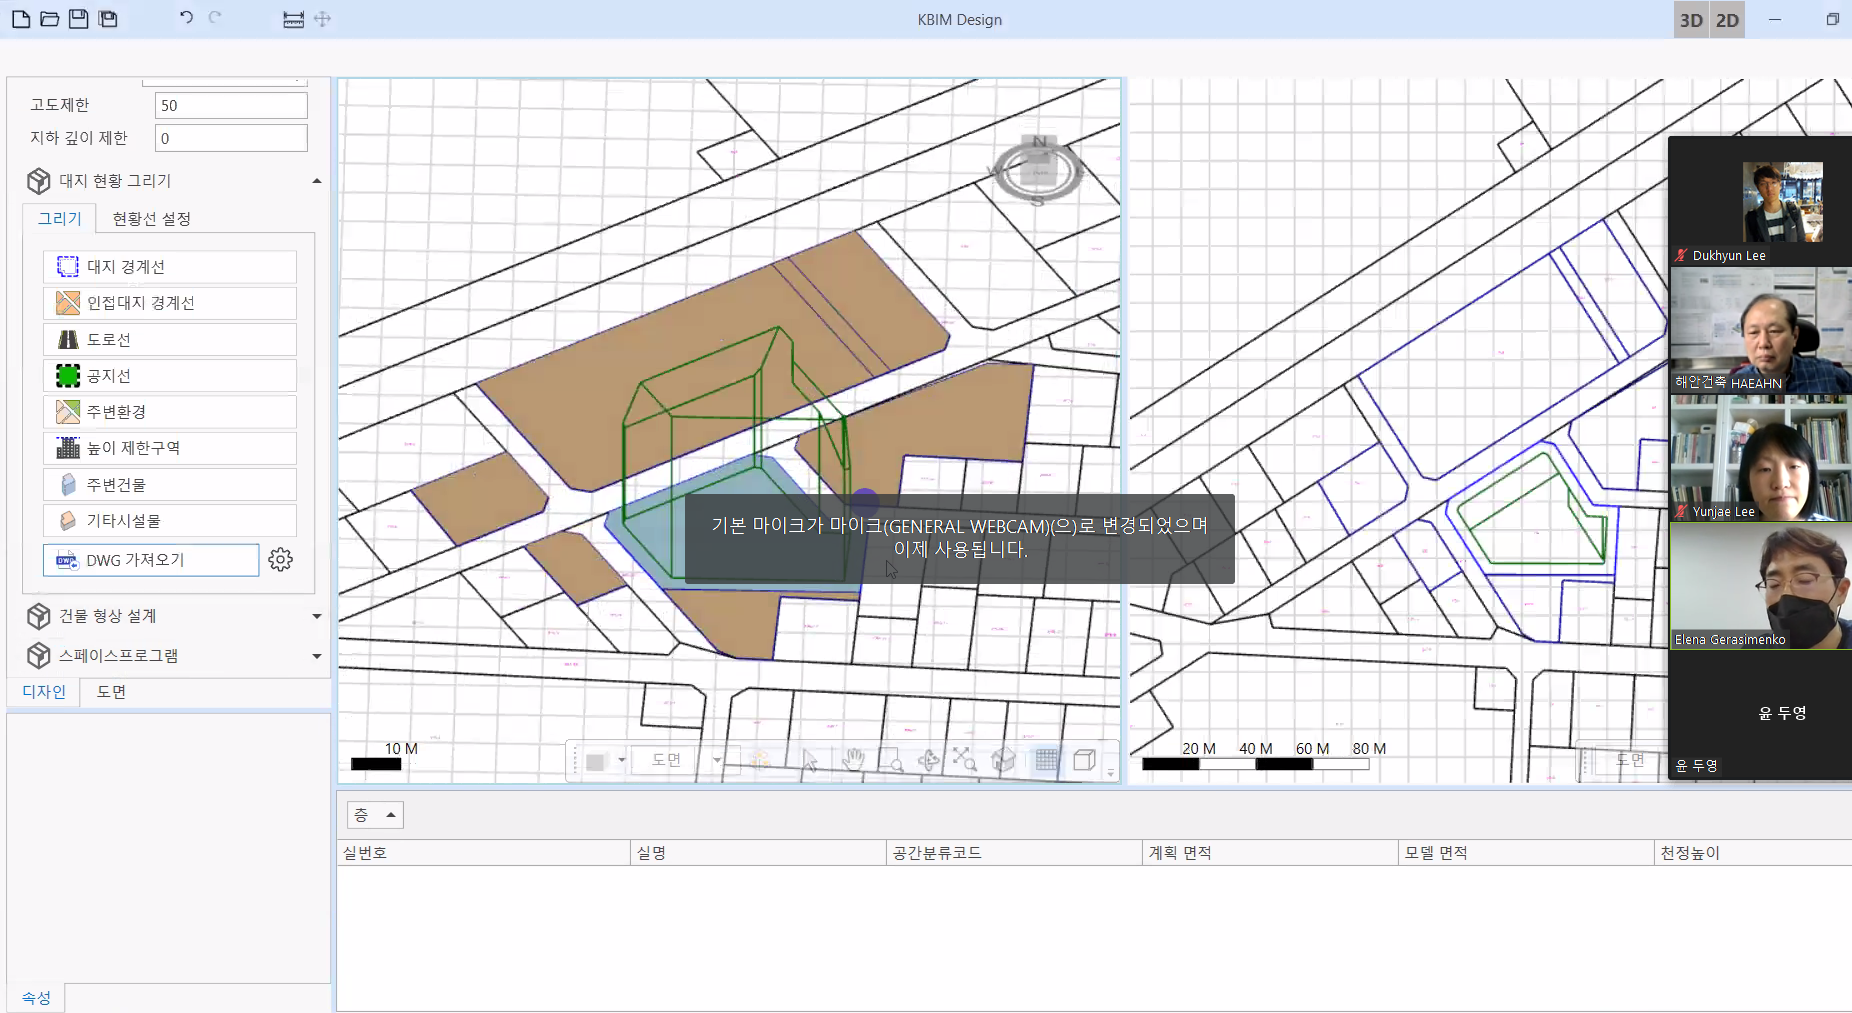 KBIM Design
3D 2D
고도제한 50
지하 깊이 제한 0
대지 현황 그리기
그리기 현황선 설정
대지 경계선
인접대지 경계선
도로선
공지선
주변환경
높이 제한구역
주변건물
기타시설물
DWG 가져오기
건물 형상 설계
스페이스프로그램
디자인 도면
속성
N
S
기본 마이크가 마이크(GENERAL WEBCAM)(으)로 변경되었으며
이제 사용됩니다.
10 M
도면
20 M 40 M 60 M 80 M
도면
Dukhyun Lee
해안건축 HAEAHN
Yunjae Lee
Elena Gerasimenko
윤 두영
윤 두영
층
실번호 실명 공간분류코드 계획 면적 모델 면적 천정높이